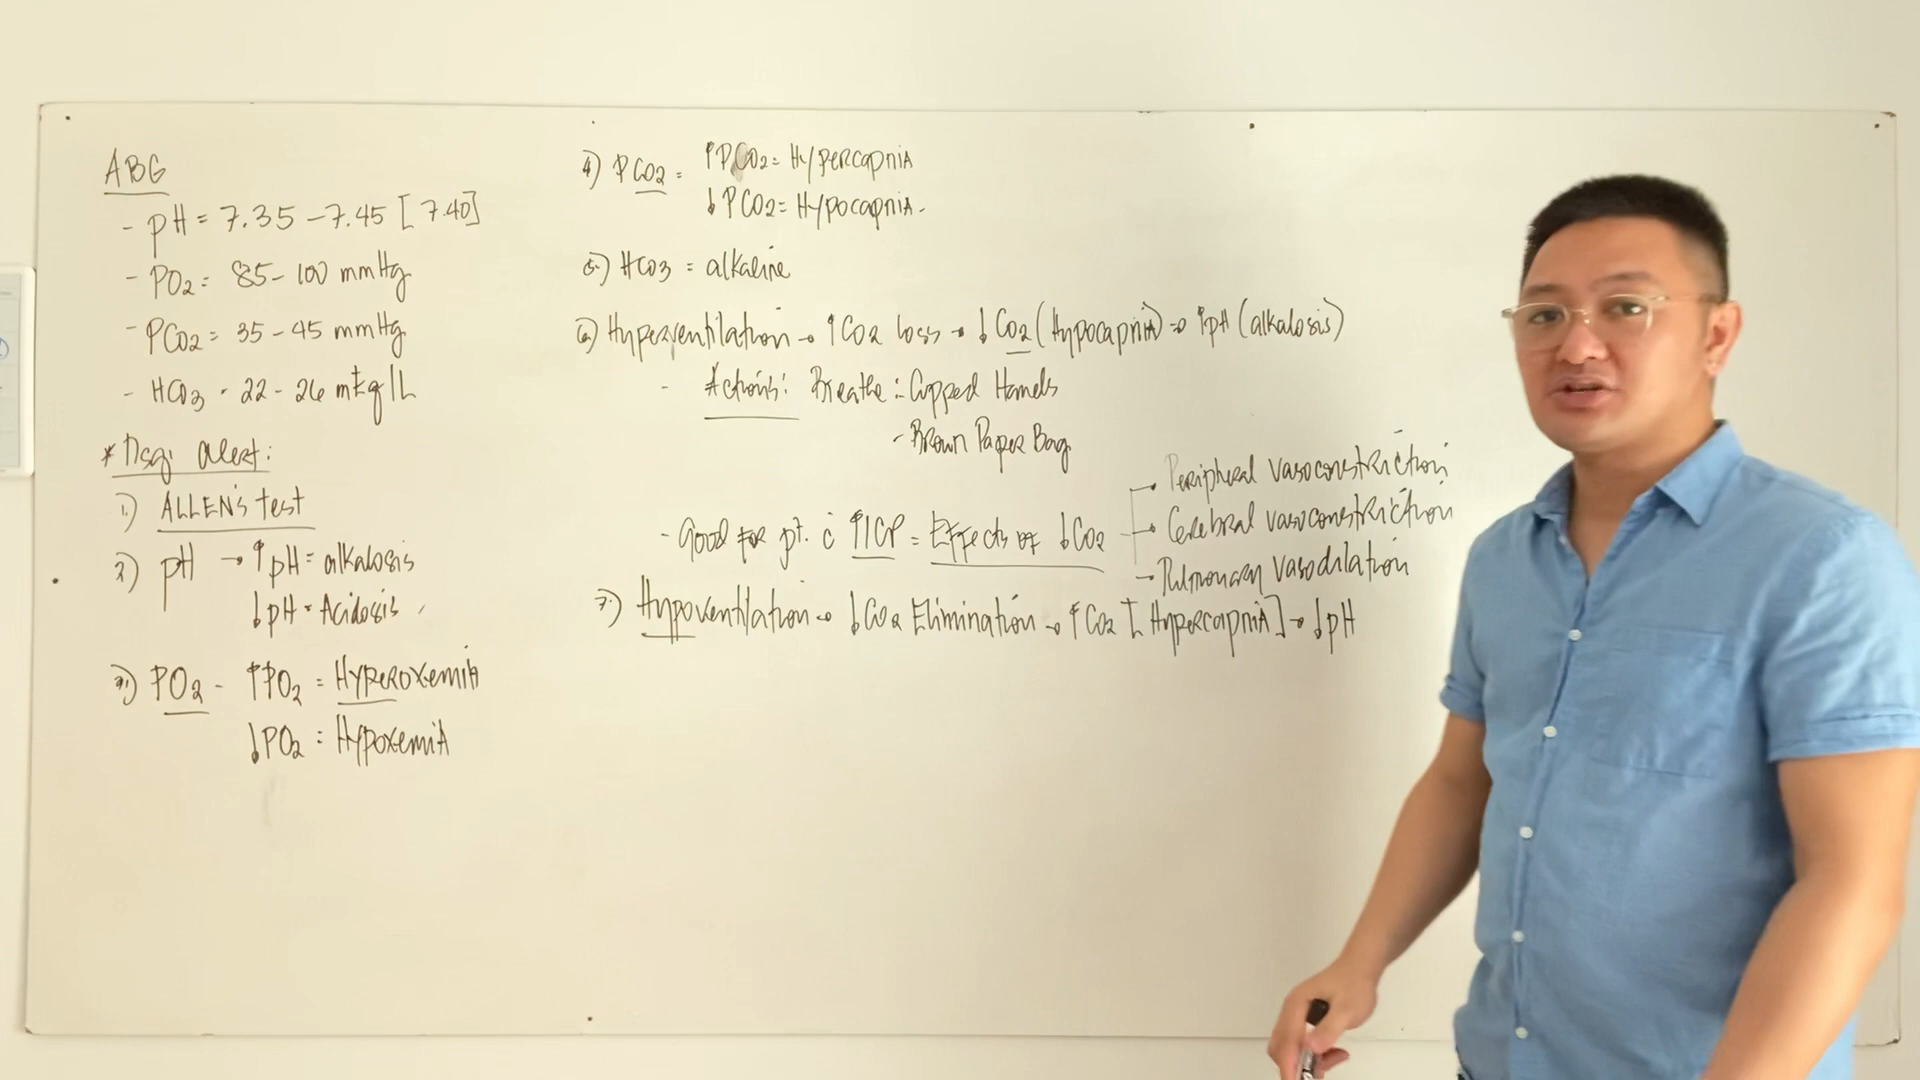 ABG
- pH = 7.35 - 7.45 [7.40]
- PO2 = 85 - 100 mmHg
- PCO2 = 35 - 45 mmHg
- HCO3 = 22 - 26 mEq/L
* Nsg. Alert:
1.) ALLEN's test
2.) pH → ↑pH = alkalosis
↓pH = Acidosis
3.) PO2 - ↑PO2 = HypeRoxemiA
↓PO2 = HypoxemiA
4.) PCO2 = ↑PCO2 = HypeRcapniA
↓PCO2 = HypocapniA.
5.) HCO3 = alkaline
6.) Hyperventilation → ↑CO2 loss → ↓CO2 (HypocapniA) → ↑pH (alkalosis)
- Actions: Breathe : Cupped Hands
- Brown Paper Bag
- Good for pt. c̄ ↑ICP = Effects of ↓CO2
→ Peripheral vasoconstRiction
→ Cerebral vasoconstRiction
→ Pulmonary vasodilation
7.) Hypoventilation → ↓CO2 Elimination → ↑CO2 [HypeRcapniA] → ↓pH